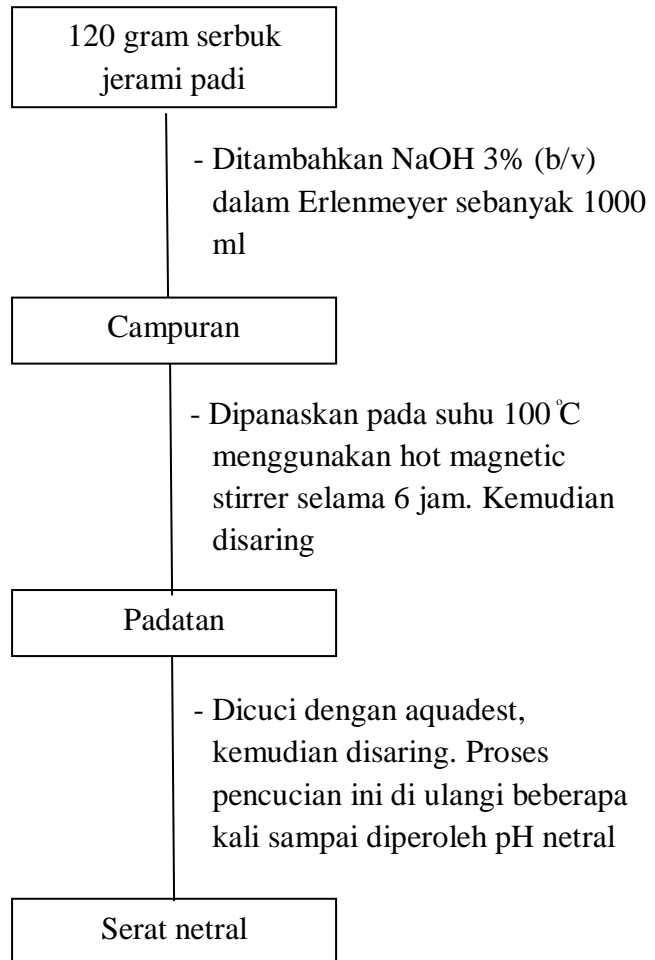 120 gram serbuk
jerami padi
- Ditambahkan NaOH 3% (b/v)
dalam Erlenmeyer sebanyak 1000
ml
Campuran
- Dipanaskan pada suhu 100 ℃
menggunakan hot magnetic
stirrer selama 6 jam. Kemudian
disaring
Padatan
- Dicuci dengan aquadest,
kemudian disaring. Proses
pencucian ini di ulangi beberapa
kali sampai diperoleh pH netral
Serat netral